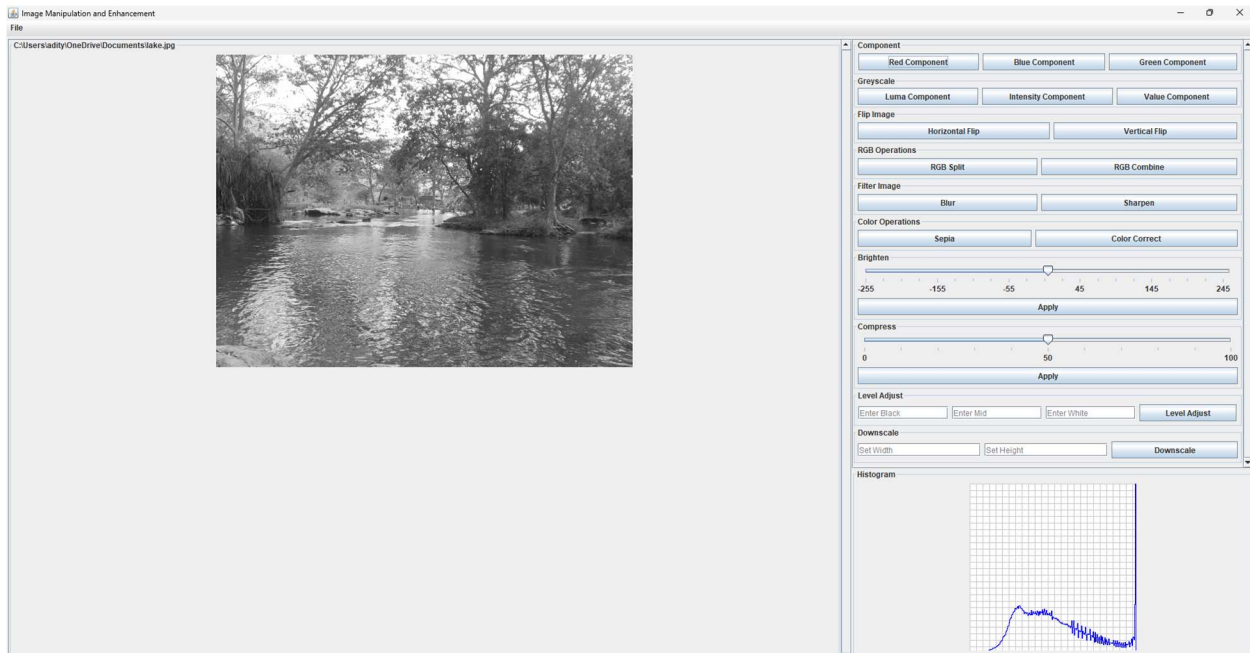 Image Manipulation and Enhancement
File
C:\Users\adity\OneDrive\Documents\lake.jpg
Component
Red Component Blue Component Green Component
Greyscale
Luma Component Intensity Component Value Component
Flip Image
Horizontal Flip Vertical Flip
RGB Operations
RGB Split RGB Combine
Filter Image
Blur Sharpen
Color Operations
Sepia Color Correct
Brighten
-255 -155 -55 45 145 245
Apply
Compress
0 50 100
Apply
Level Adjust
Enter Black Enter Mid Enter White Level Adjust
Downscale
Set Width Set Height Downscale
Histogram